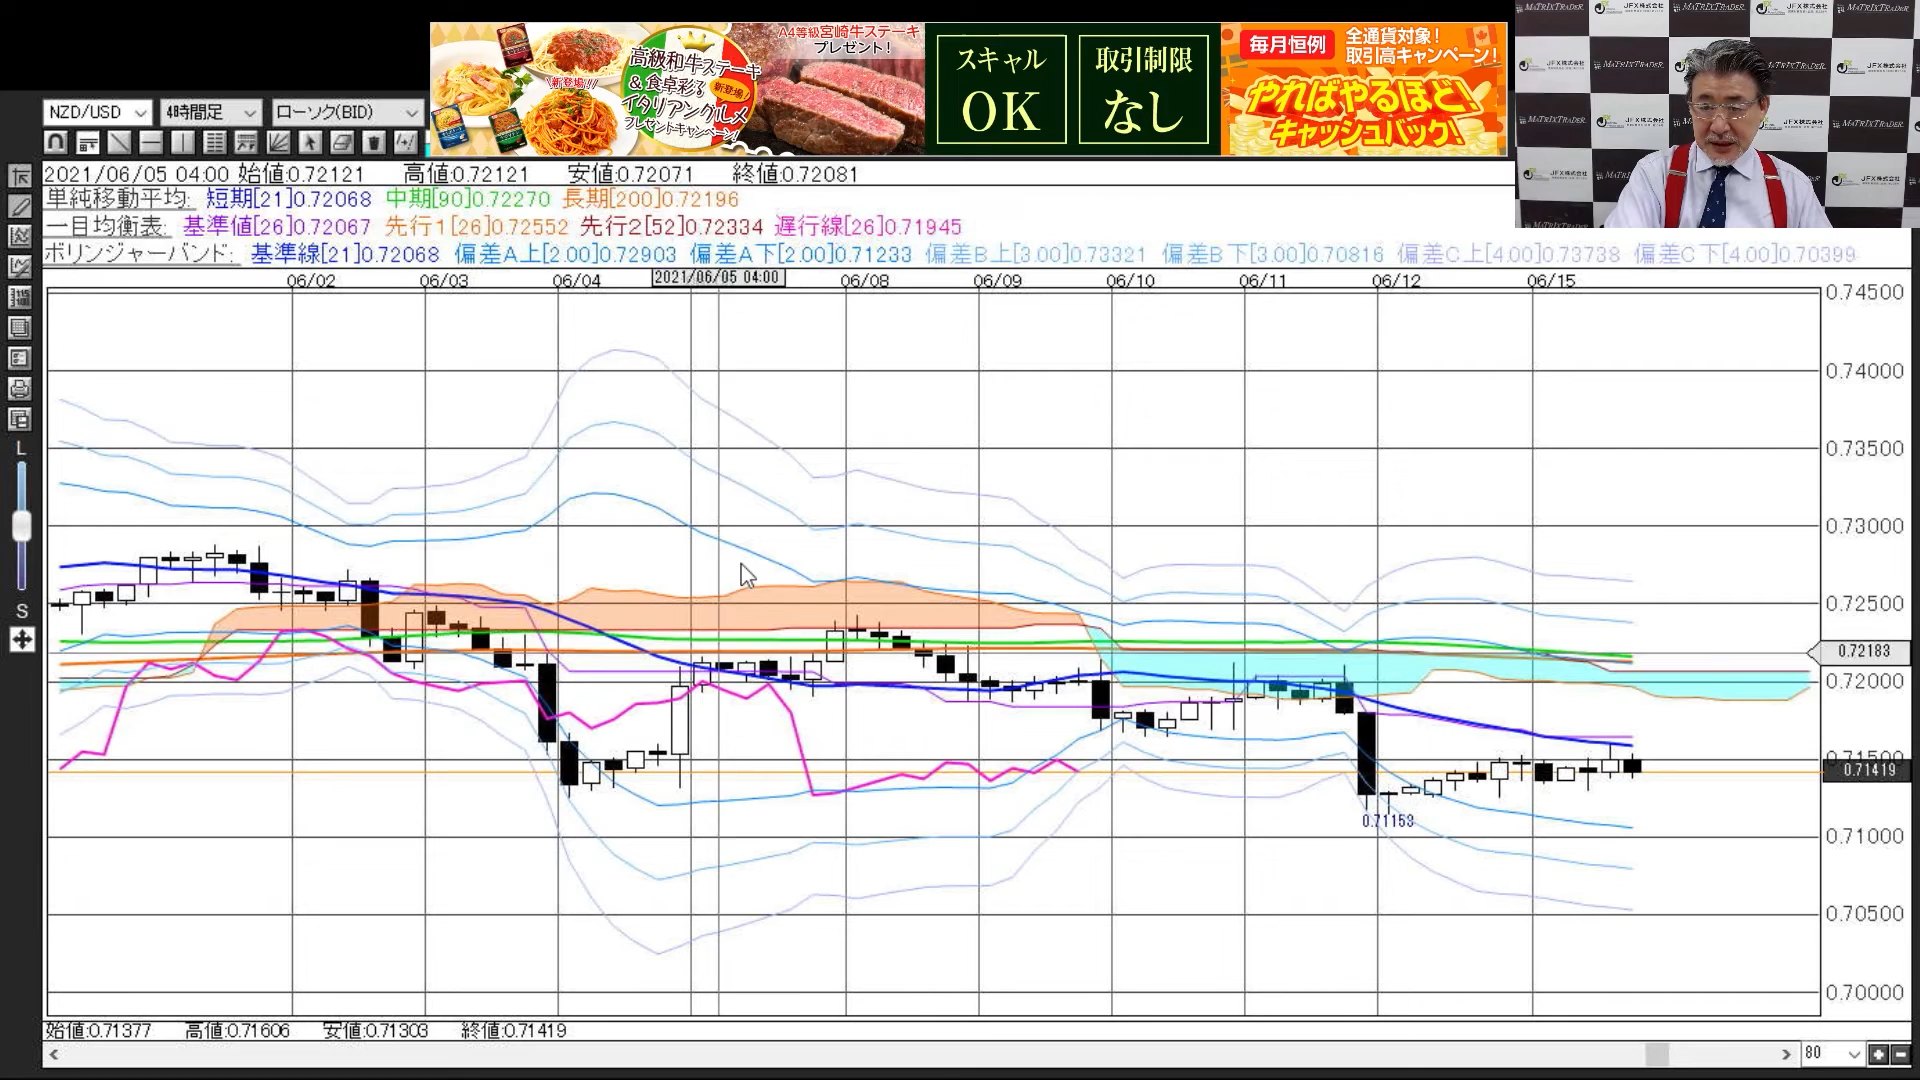 A4等級宮崎牛ステーキ
プレゼント！
高級和牛ステーキ
＆食卓彩る
イタリアングルメ
プレゼントキャンペーン！
新登場!!
新登場！
スキャル
OK
取引制限
なし
毎月恒例
全通貨対象！
取引高キャンペーン！
やればやるほど！
キャッシュバック！
MATRIXTRADER
JFX株式会社
NZD/USD
4時間足
ローソク(BID)
2021/06/05 04:00 始値:0.72121 高値:0.72121 安値:0.72071 終値:0.72081
単純移動平均: 短期[21]0.72068 中期[90]0.72270 長期[200]0.72196
一目均衡表: 基準値[26]0.72067 先行1[26]0.72552 先行2[52]0.72334 遅行線[26]0.71945
ボリンジャーバンド: 基準線[21]0.72068 偏差A上[2.00]0.72903 偏差A下[2.00]0.71233 偏差B上[3.00]0.73321 偏差B下[3.00]0.70816 偏差C上[4.00]0.73738 偏差C下[4.00]0.70399
06/02 06/03 06/04 2021/06/05 04:00 06/08 06/09 06/10 06/11 06/12 06/15
0.74500
0.74000
0.73500
0.73000
0.72500
0.72183
0.72000
0.71500
0.71419
0.71153
0.71000
0.70500
0.70000
L
S
始値:0.71377 高値:0.71606 安値:0.71303 終値:0.71419
80